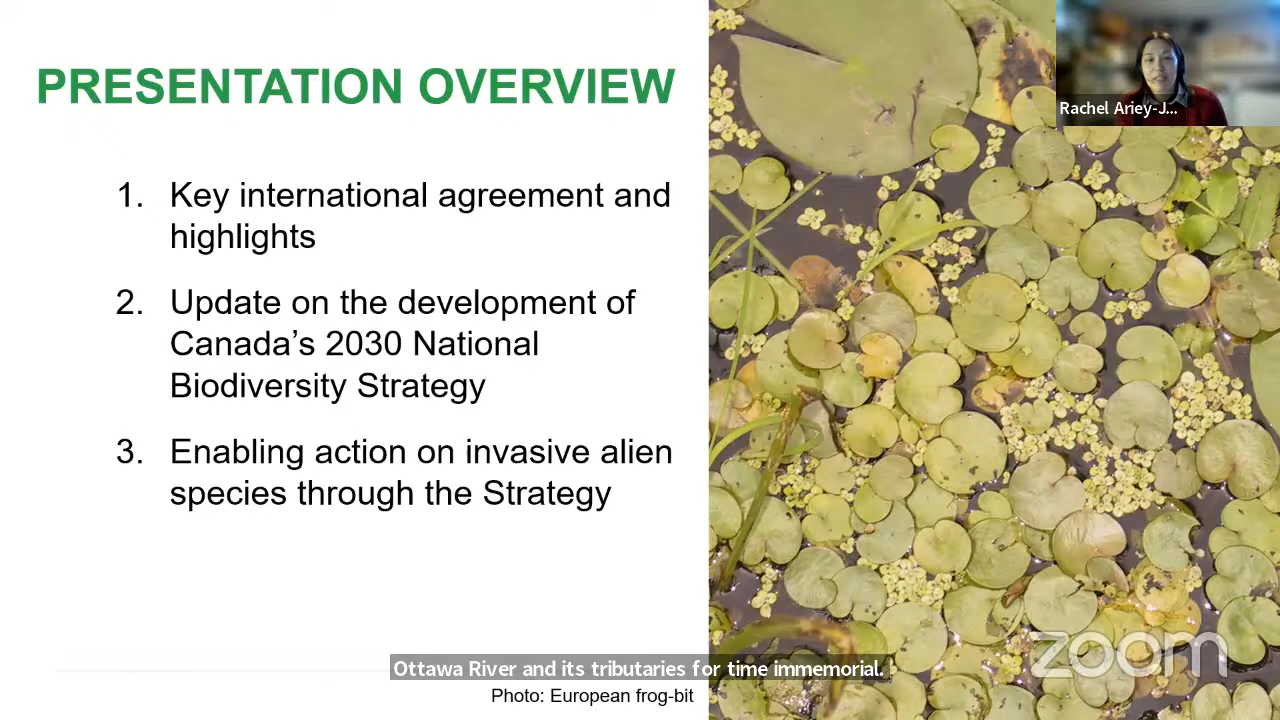 PRESENTATION OVERVIEW
Rachel Ariey-J...
1. Key international agreement and
highlights
2. Update on the development of
Canada’s 2030 National
Biodiversity Strategy
3. Enabling action on invasive alien
species through the Strategy
zoom
Ottawa River and its tributaries for time immemorial.
Photo: European frog-bit